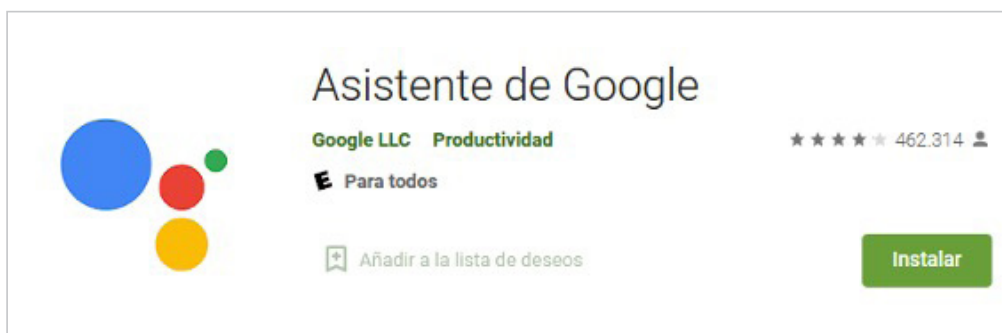 Asistente de Google
Google LLC Productividad 462.314
E Para todos
Añadir a la lista de deseos Instalar